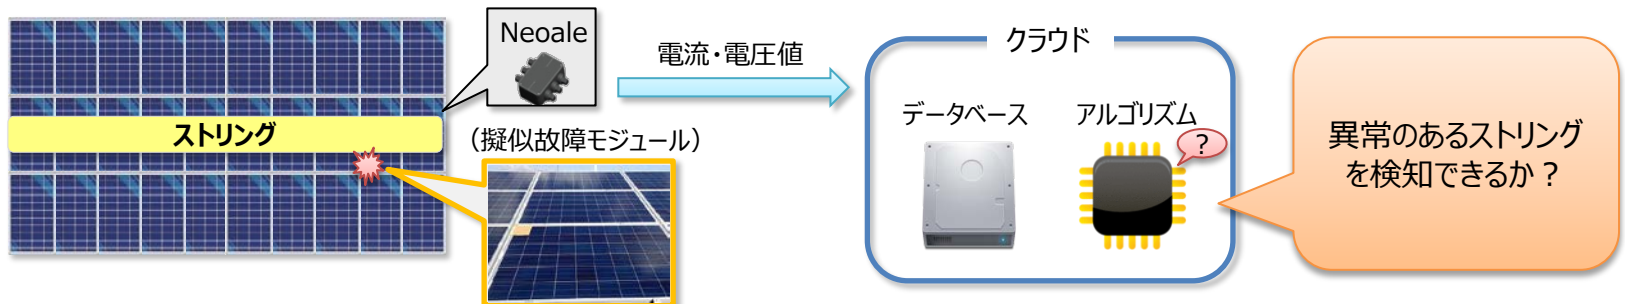 Neoale
ストリング
(擬似故障モジュール)
電流・電圧値
クラウド
データベース
アルゴリズム
?
異常のあるストリング
を検知できるか?